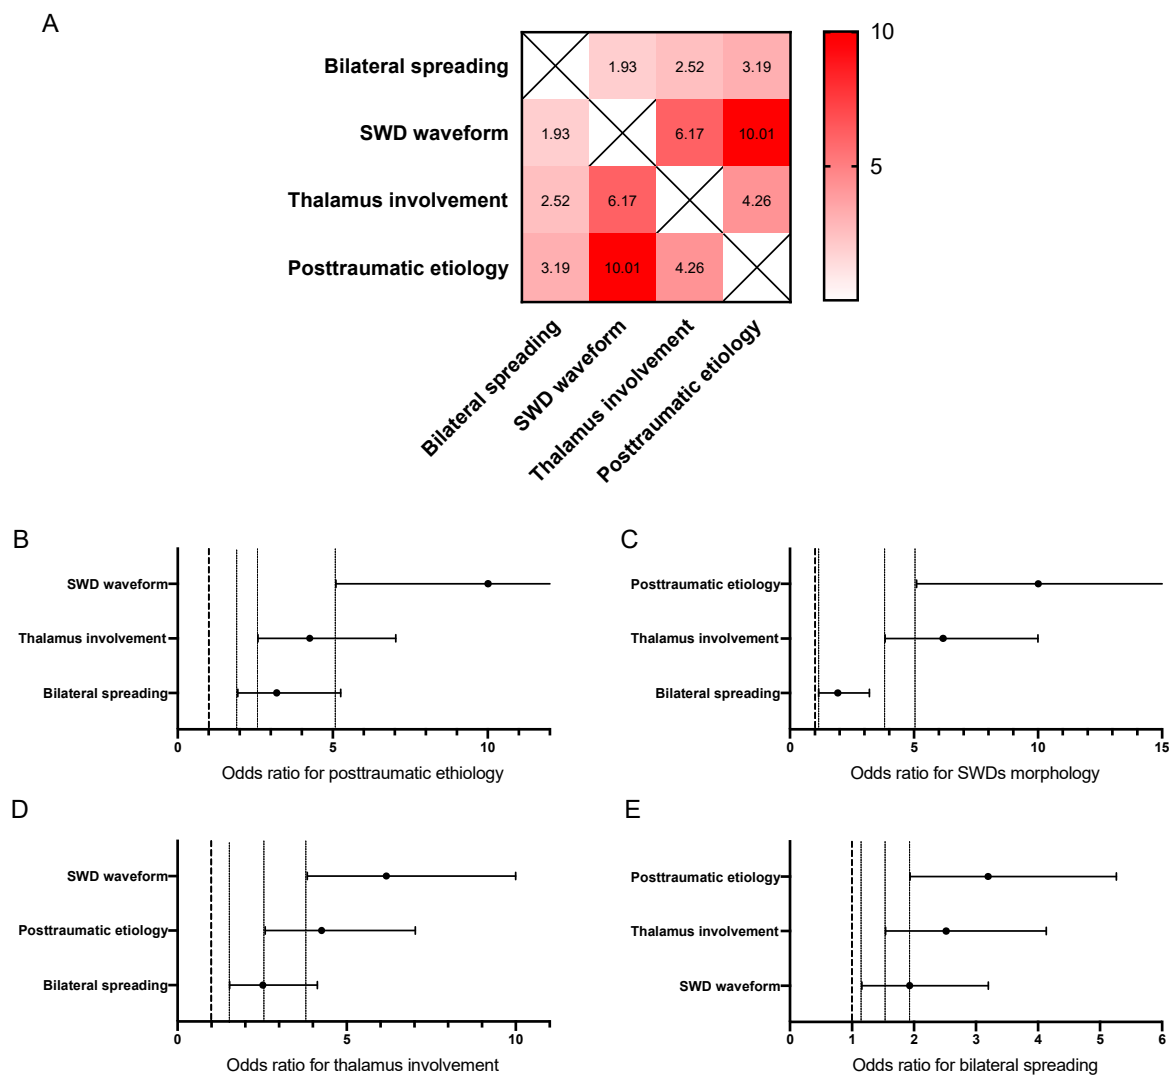 A
10
Bilateral spreading 1.93 2.52 3.19
SWD waveform 1.93 6.17 10.01
5
Thalamus involvement 2.52 6.17 4.26
Posttraumatic etiology 3.19 10.01 4.26
Bilateral spreading
SWD waveform
Thalamus involvement
Posttraumatic etiology
B
SWD waveform
Thalamus involvement
Bilateral spreading
0 5 10
Odds ratio for posttraumatic ethiology
C
Posttraumatic etiology
Thalamus involvement
Bilateral spreading
0 5 10 15
Odds ratio for SWDs morphology
D
SWD waveform
Posttraumatic etiology
Bilateral spreading
0 5 10
Odds ratio for thalamus involvement
E
Posttraumatic etiology
Thalamus involvement
SWD waveform
0 1 2 3 4 5 6
Odds ratio for bilateral spreading